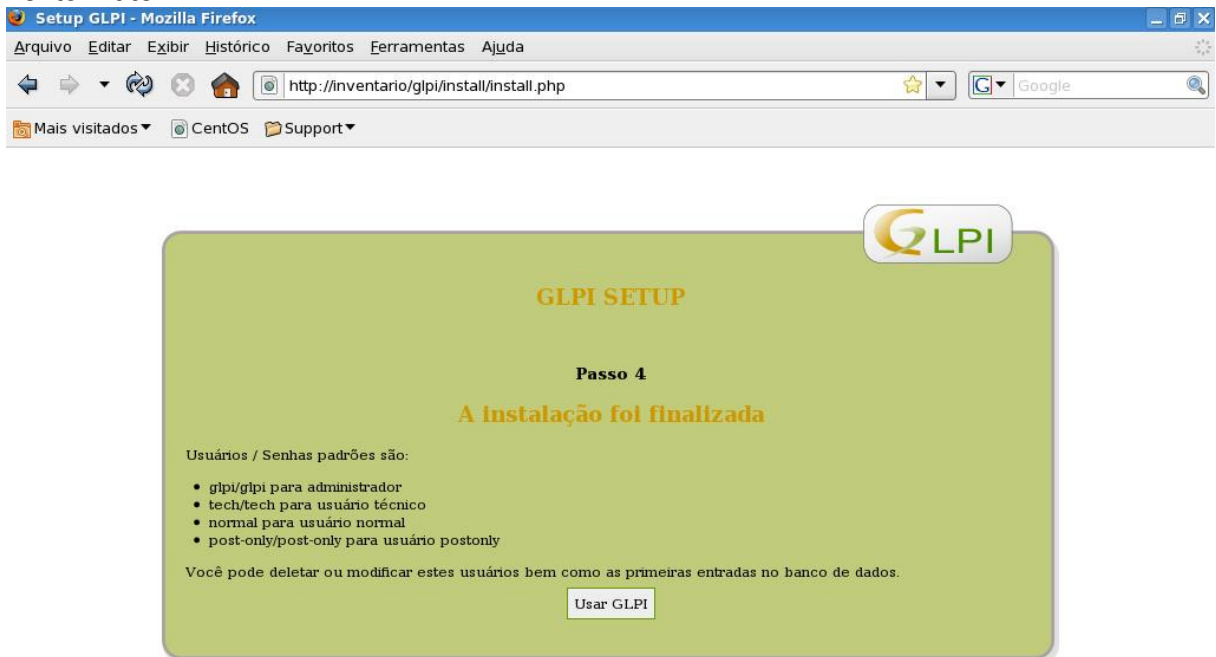 Setup GLPI - Mozilla Firefox
Arquivo Editar Exibir Histórico Favoritos Ferramentas Ajuda
http://inventario/glpi/install/install.php
G Google
Mais visitados CentOS Support
GLPI
GLPI SETUP
Passo 4
A instalação foi finalizada
Usuários / Senhas padrões são:
• glpi/glpi para administrador
• tech/tech para usuário técnico
• normal para usuário normal
• post-only/post-only para usuário postonly
Você pode deletar ou modificar estes usuários bem como as primeiras entradas no banco de dados.
Usar GLPI